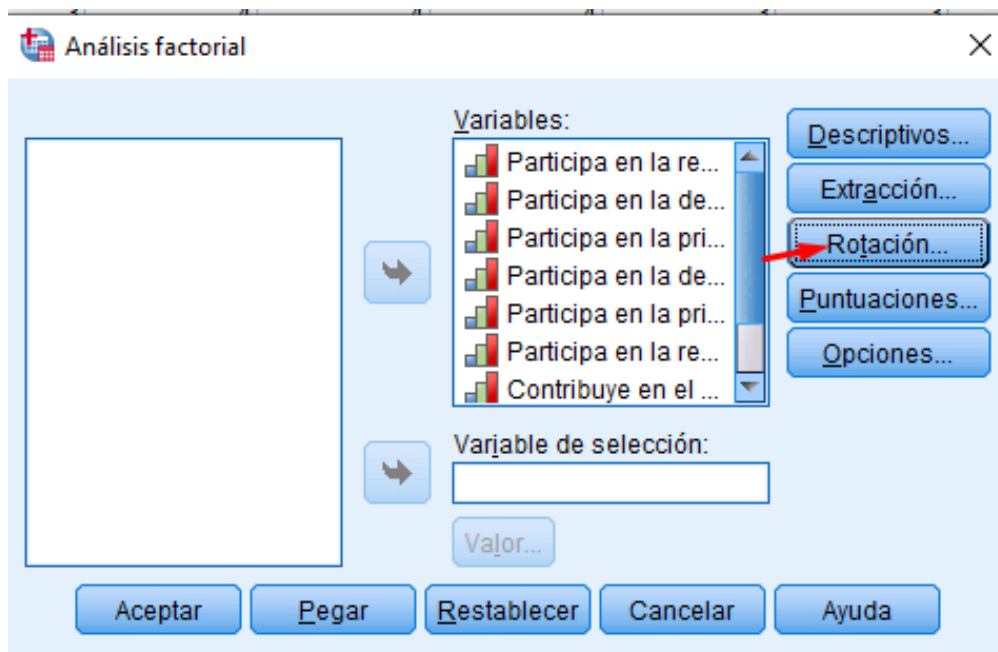 Análisis factorial
Variables:
Participa en la re...
Participa en la de...
Participa en la pri...
Participa en la de...
Participa en la pri...
Participa en la re...
Contribuye en el ...
Variable de selección:
Valor...
Descriptivos...
Extracción...
Rotación...
Puntuaciones...
Opciones...
Aceptar
Pegar
Restablecer
Cancelar
Ayuda